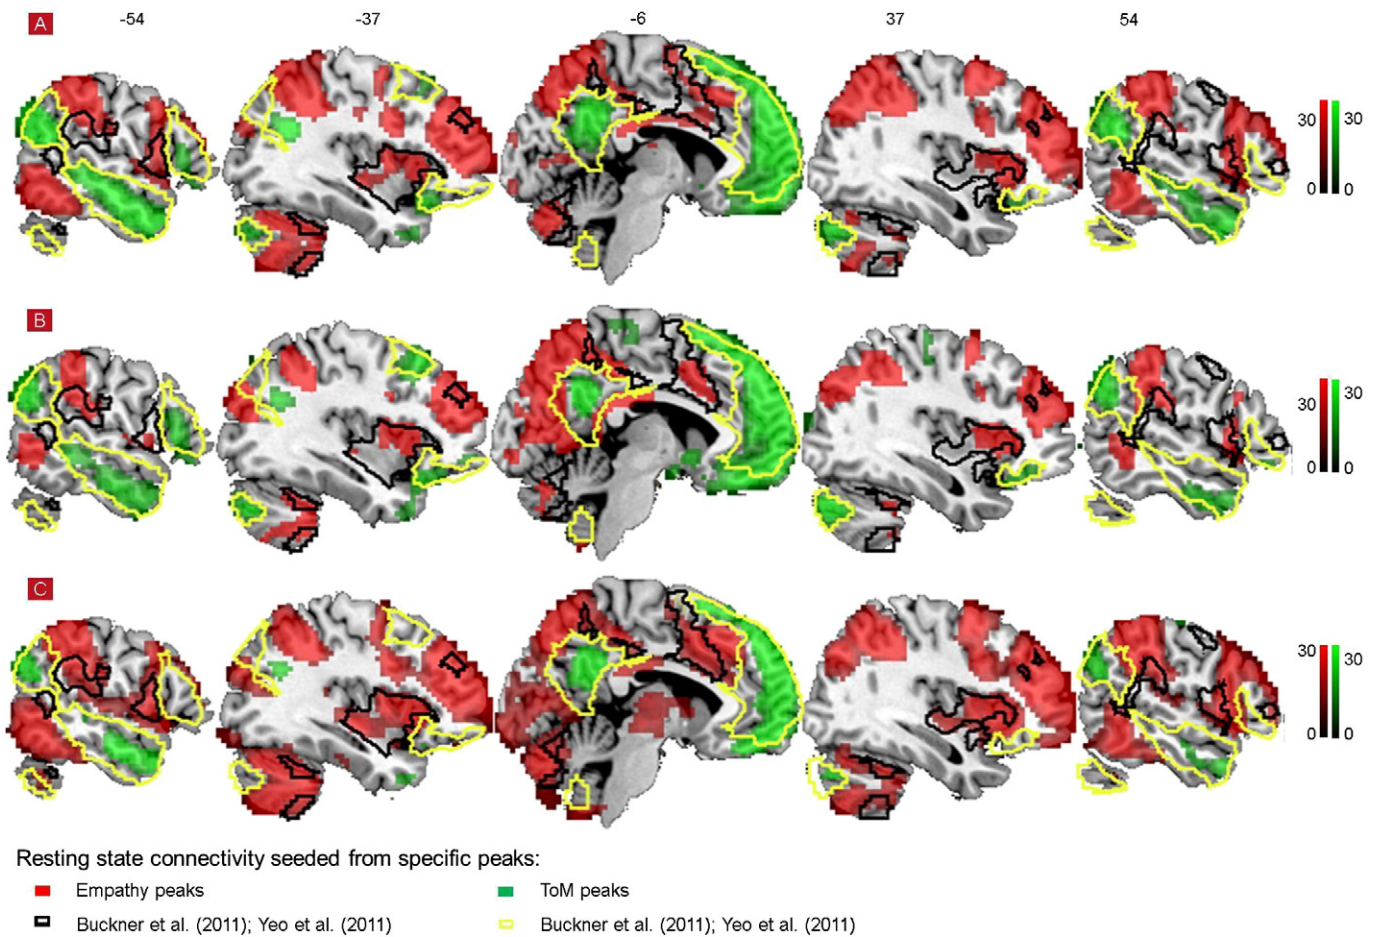 A -54 -37 -6 37 54
30 30
0 0
B
30 30
0 0
C
30 30
0 0
Resting state connectivity seeded from specific peaks:
Empathy peaks ToM peaks
Buckner et al. (2011); Yeo et al. (2011) Buckner et al. (2011); Yeo et al. (2011)